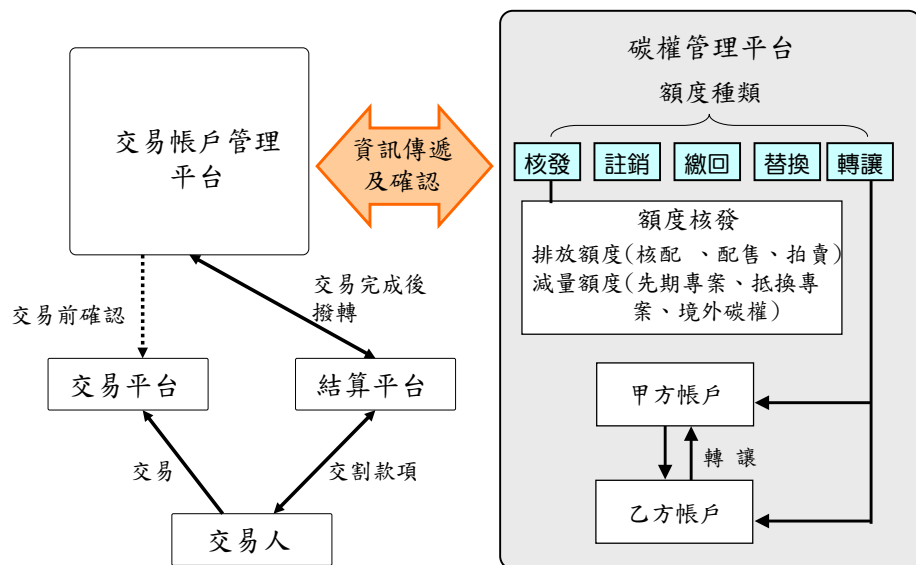 交易帳戶管理
平台
資訊傳遞
及確認
交易前確認
交易完成後
撥轉
交易平台
結算平台
交易
交割款項
交易人
碳權管理平台
額度種類
核發
註銷
繳回
替換
轉讓
額度核發
排放額度(核配 、配售、拍賣)
減量額度(先期專案、抵換專
案、境外碳權)
甲方帳戶
轉 讓
乙方帳戶